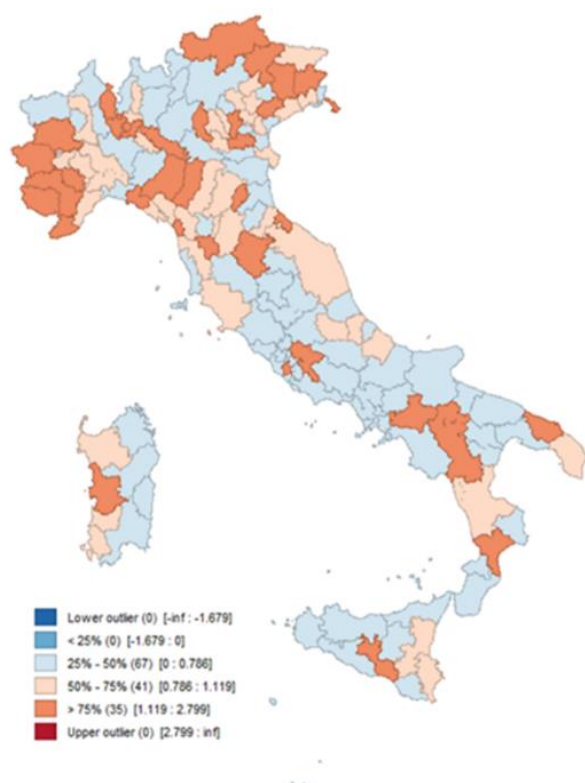 Lower outlier (0) [-inf : -1.679]
< 25% (0) [-1.679 : 0]
25% - 50% (67) [0 : 0.786]
50% - 75% (41) [0.786 : 1.119]
> 75% (35) [1.119 : 2.799]
Upper outlier (0) [2.799 : inf]